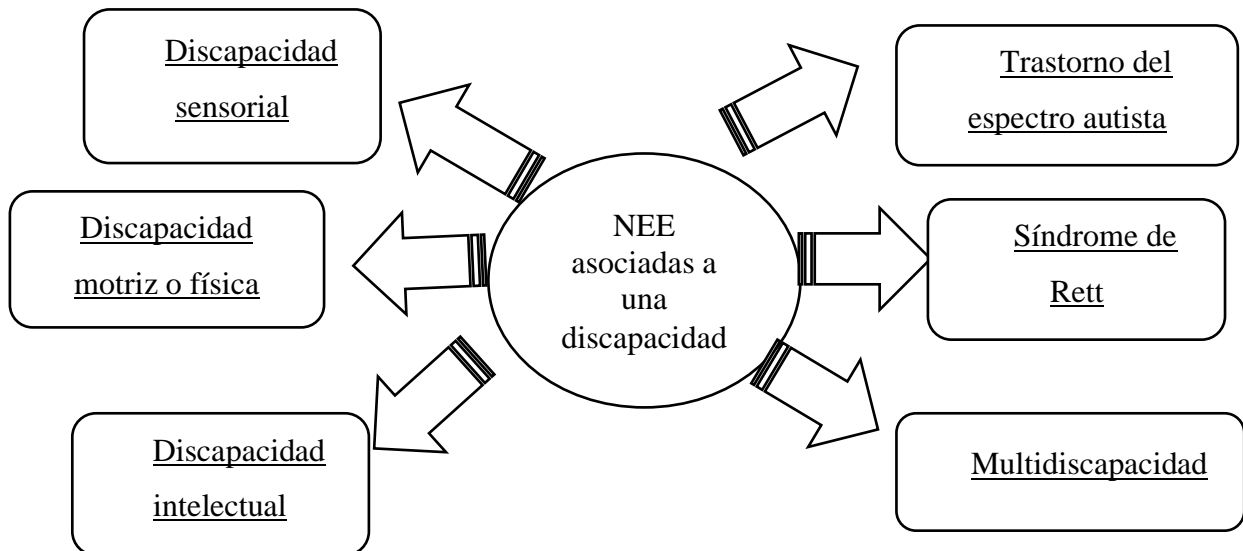 Discapacidad
sensorial
Trastorno del
espectro autista
Discapacidad
motriz o física
NEE
asociadas a
una
discapacidad
Síndrome de
Rett
Discapacidad
intelectual
Multidiscapacidad